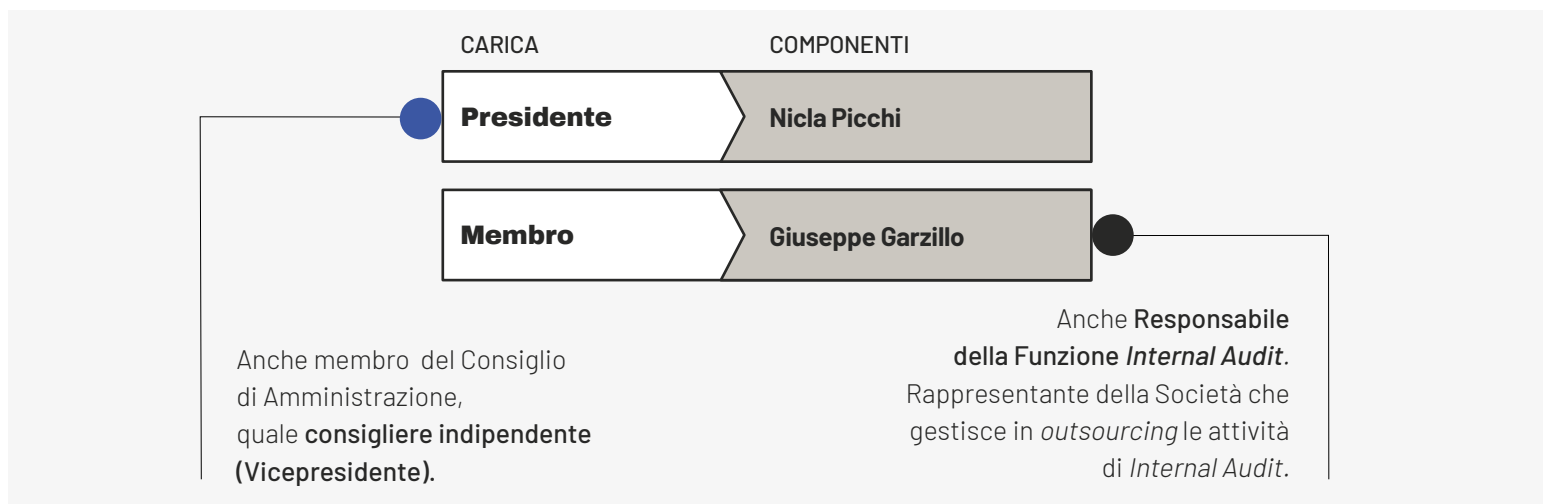 CARICA
COMPONENTI
Presidente
Nicla Picchi
Membro
Giuseppe Garzillo
Anche membro del Consiglio
di Amministrazione,
quale consigliere indipendente
(Vicepresidente).
Anche Responsabile
della Funzione Internal Audit.
Rappresentante della Società che
gestisce in outsourcing le attività
di Internal Audit.